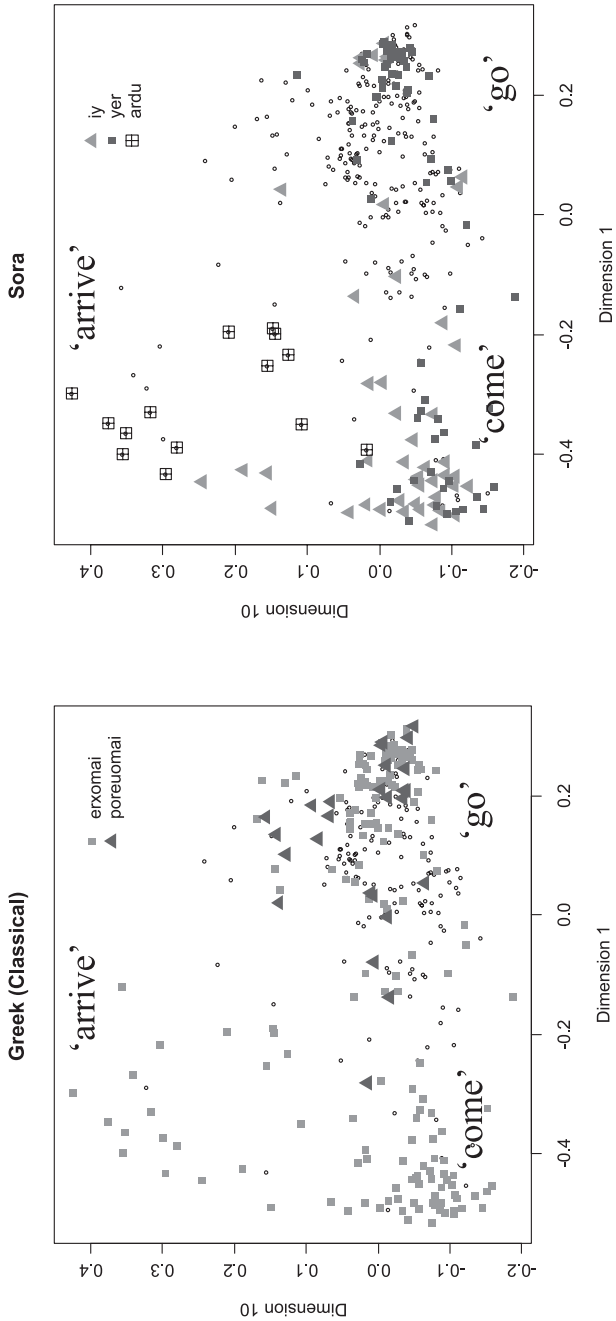 Greek (Classical)
erxomai
poreuomai
'arrive'
'come'
'go'
Dimension 10
-0.2
-0.1
0.0
0.1
0.2
0.3
0.4
-0.4
-0.2
0.0
0.2
Dimension 1
Sora
iy
yer
ardu
'arrive'
'come'
'go'
Dimension 10
-0.2
-0.1
0.0
0.1
0.2
0.3
0.4
-0.4
-0.2
0.0
0.2
Dimension 1